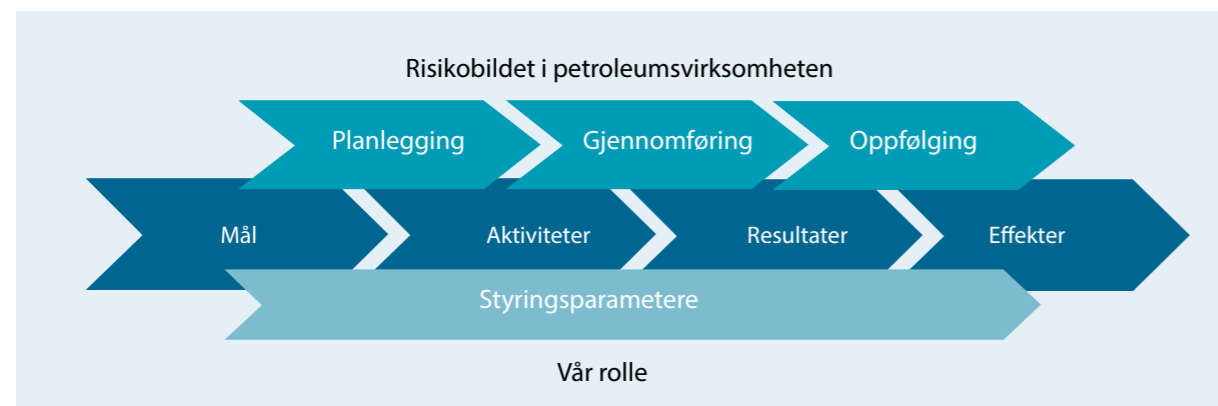 Risikobildet i petroleumsvirksomheten
Planlegging
Gjennomføring
Oppfølging
Mål
Aktiviteter
Resultater
Effekter
Styringsparametere
Vår rolle